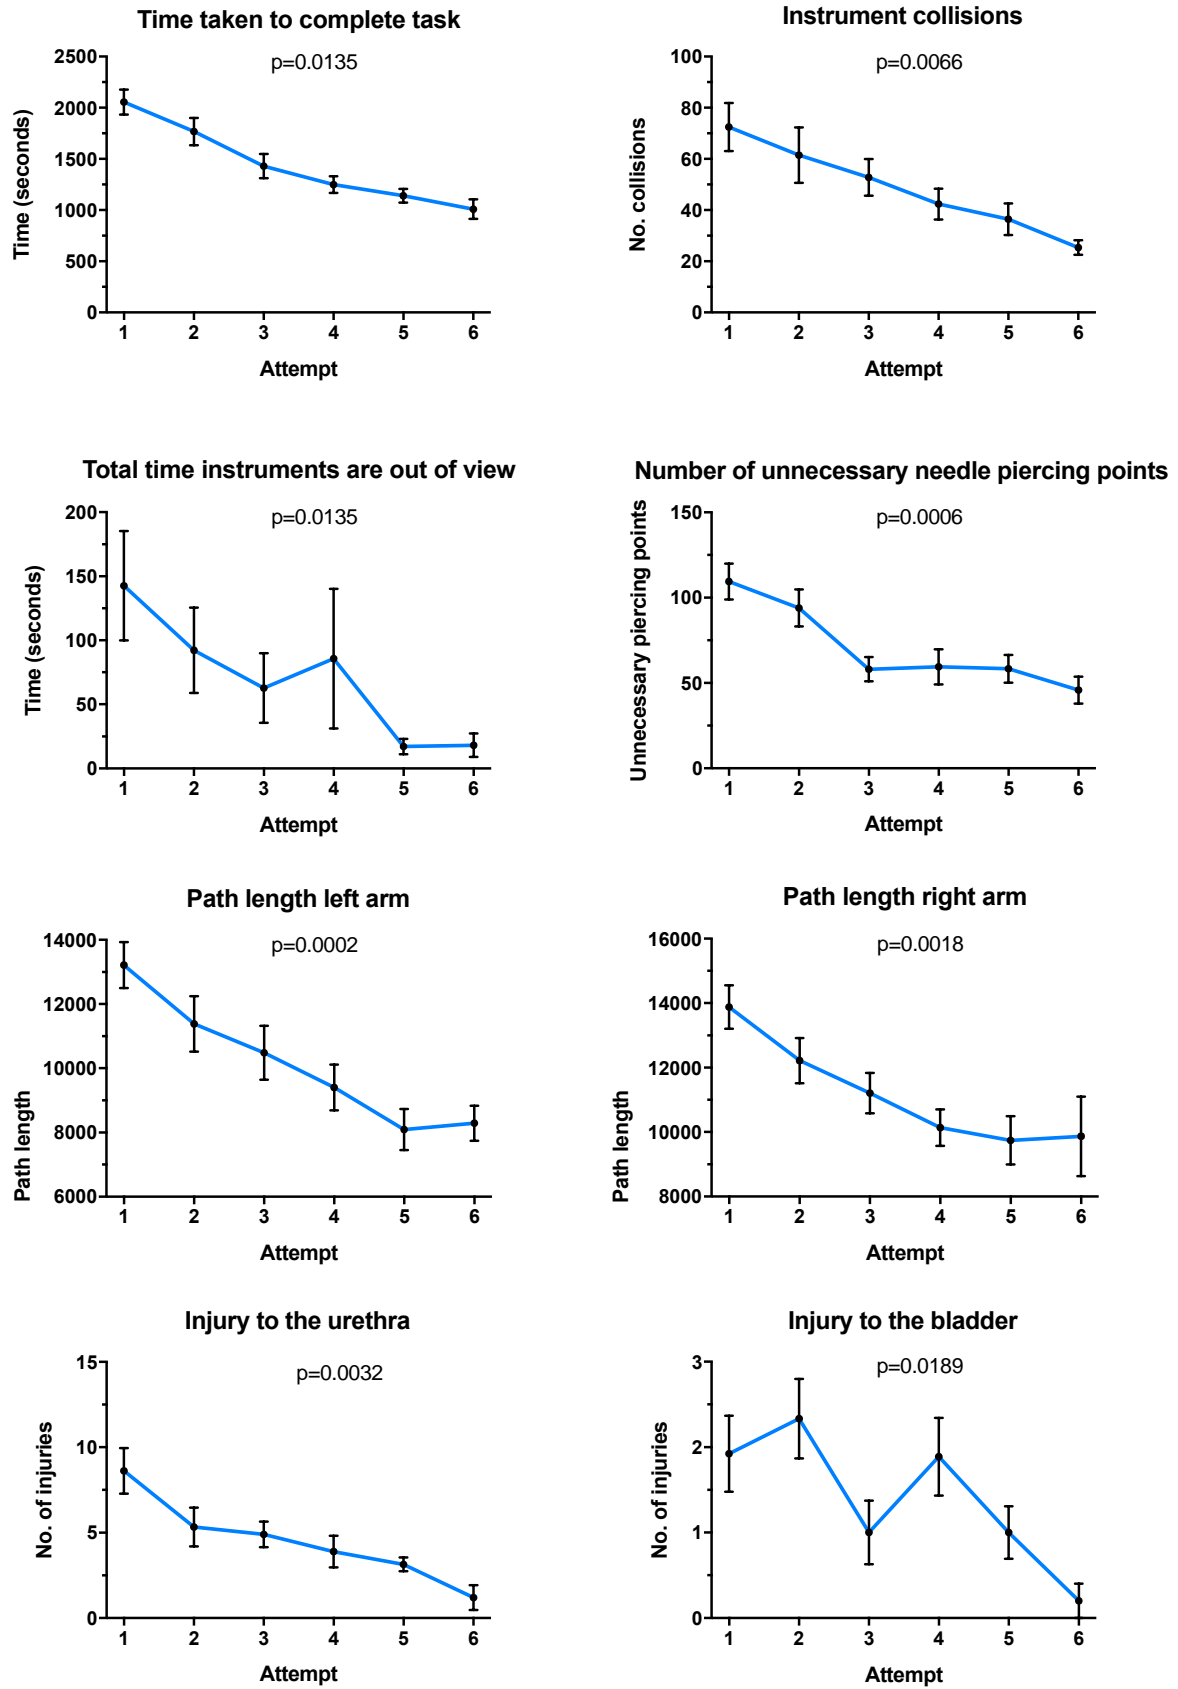 Time taken to complete task
p=0.0135
Time (seconds)
2500
2000
1500
1000
500
0
1 2 3 4 5 6
Attempt
Instrument collisions
p=0.0066
No. collisions
100
80
60
40
20
0
1 2 3 4 5 6
Attempt
Total time instruments are out of view
p=0.0135
Time (seconds)
200
150
100
50
0
1 2 3 4 5 6
Attempt
Number of unnecessary needle piercing points
p=0.0006
Unnecessary piercing points
150
100
50
0
1 2 3 4 5 6
Attempt
Path length left arm
p=0.0002
Path length
14000
12000
10000
8000
6000
1 2 3 4 5 6
Attempt
Path length right arm
p=0.0018
Path length
16000
14000
12000
10000
8000
1 2 3 4 5 6
Attempt
Injury to the urethra
p=0.0032
No. of injuries
15
10
5
0
1 2 3 4 5 6
Attempt
Injury to the bladder
p=0.0189
No. of injuries
3
2
1
0
1 2 3 4 5 6
Attempt